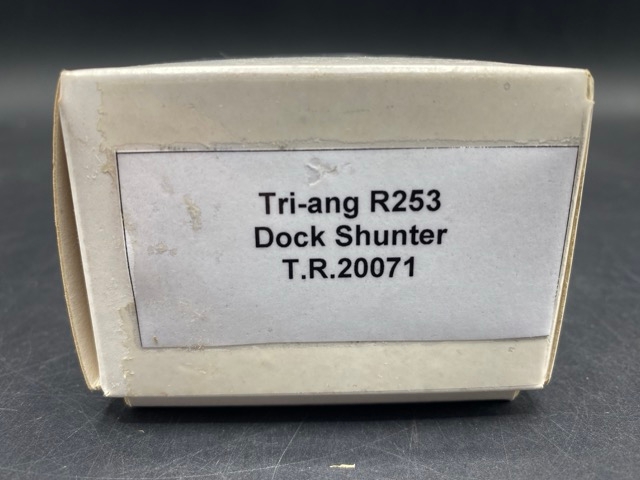 Tri-ang R253
Dock Shunter
T.R.20071